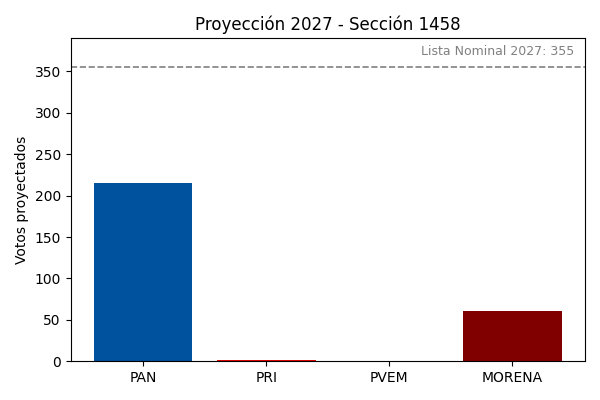 Proyección 2027 - Sección 1458
Lista Nominal 2027: 355
Votos proyectados
350
300
250
200
150
100
50
0
PAN PRI PVEM MORENA